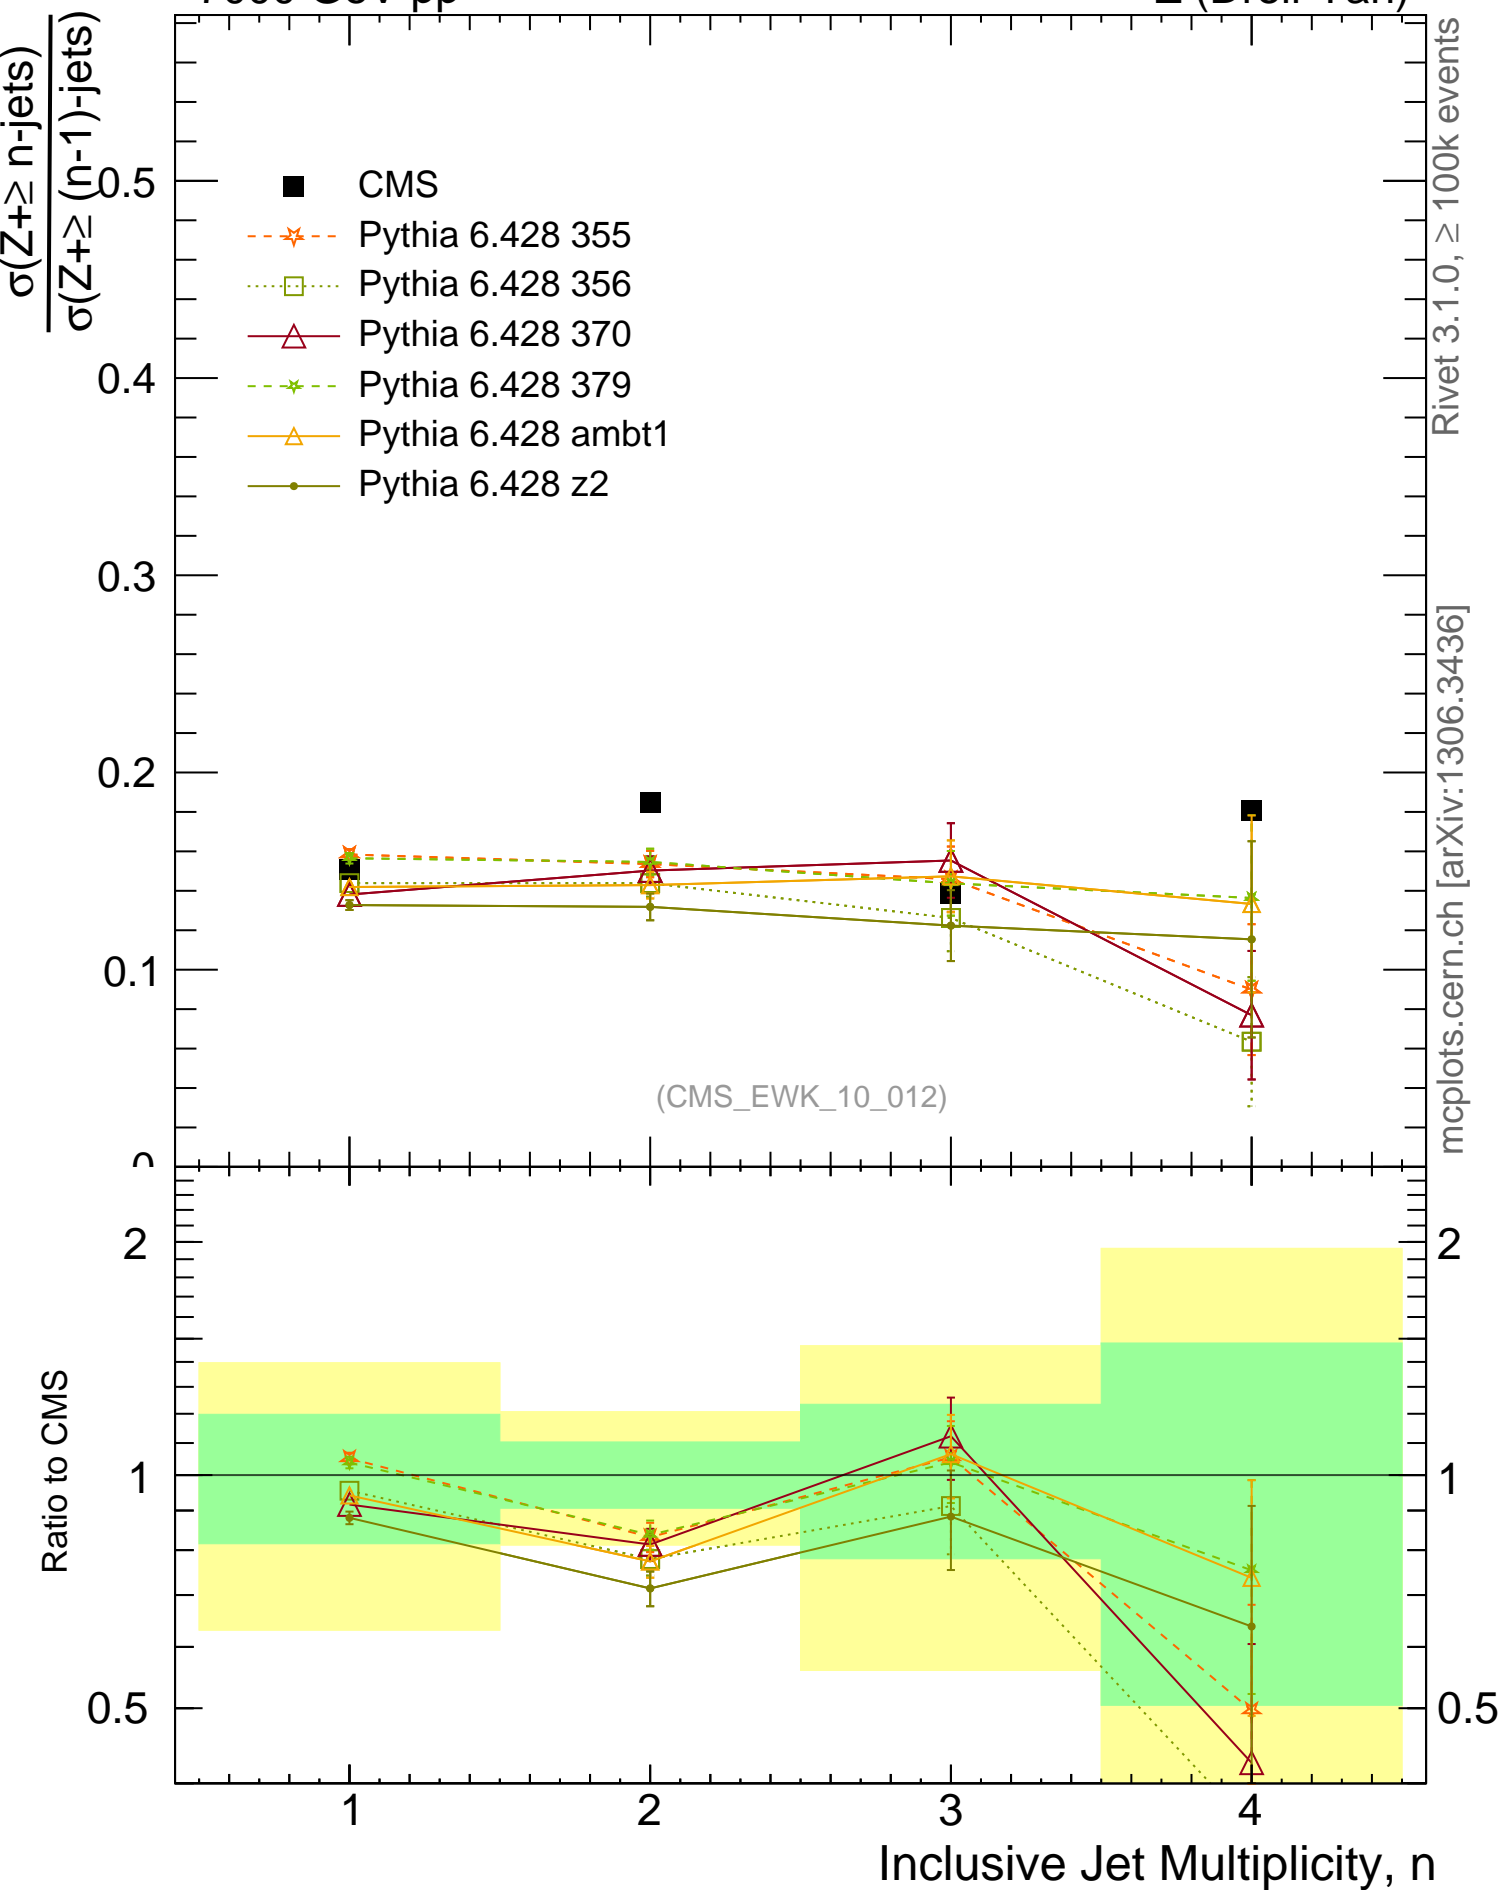 σ(Z+≥ n-jets)
σ(Z+≥ (n-1)-jets)
0.5
0.4
0.3
0.2
0.1
0
CMS
Pythia 6.428 355
Pythia 6.428 356
Pythia 6.428 370
Pythia 6.428 379
Pythia 6.428 ambt1
Pythia 6.428 z2
(CMS_EWK_10_012)
Rivet 3.1.0, ≥ 100k events
mcplots.cern.ch [arXiv:1306.3436]
Ratio to CMS
2
1
0.5
2
1
0.5
1 2 3 4
Inclusive Jet Multiplicity, n